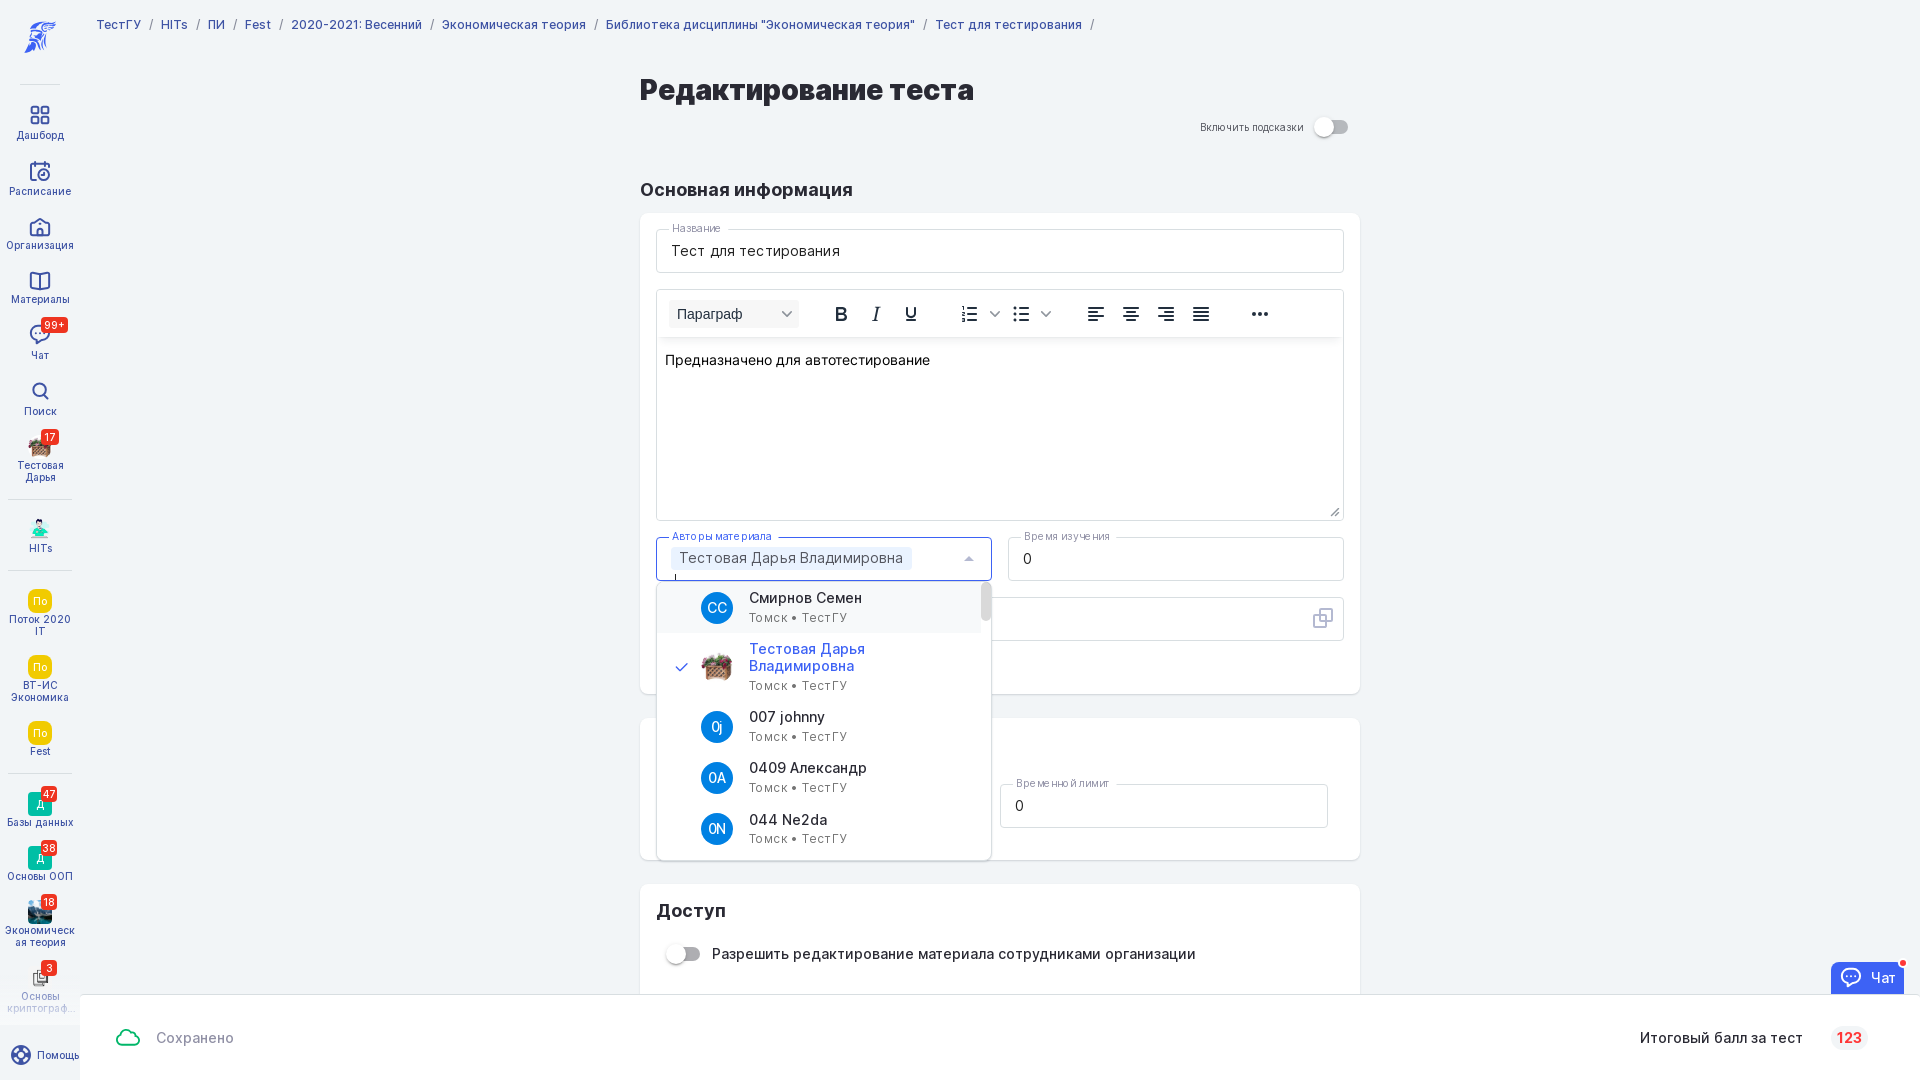 ТестГУ / HITs / ПИ / Fest / 2020-2021: Весенний / Экономическая теория / Библиотека дисциплины "Экономическая теория" / Тест для тестирования /
Дашборд
Расписание
Организация
Материалы
99+
Чат
Поиск
17
Тестовая
Дарья
HITs
По
Поток 2020
IT
По
ВТ-ИС
Экономика
По
Fest
47
Д
Базы данных
38
Д
Основы ООП
18
Экономическ
ая теория
3
Основы
криптограф...
Помощь
Редактирование теста
Включить подсказки
Основная информация
Название
Тест для тестирования
Параграф
Предназначено для автотестирование
Авторы материала
Тестовая Дарья Владимировна
Время изучения
0
СС
Смирнов Семен
Томск • ТестГУ
Тестовая Дарья
Владимировна
Томск • ТестГУ
0j
007 johnny
Томск • ТестГУ
0А
0409 Александр
Томск • ТестГУ
0N
044 Ne2da
Томск • ТестГУ
Временной лимит
0
Доступ
Разрешить редактирование материала сотрудниками организации
Чат
Сохранено
Итоговый балл за тест 123